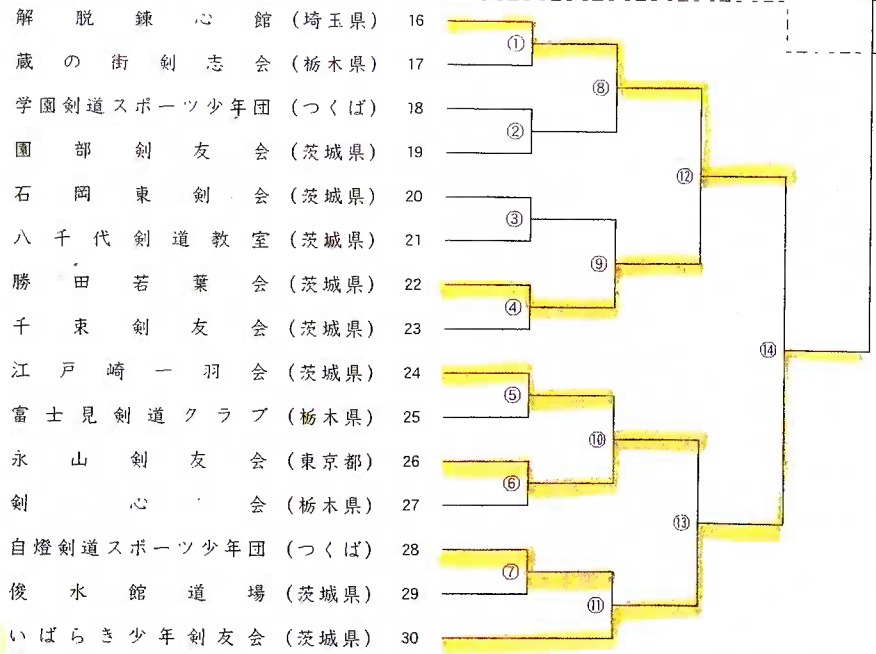 解脱錬心館 (埼玉県) 16
蔵の街剣志会 (栃木県) 17
学園剣道スポーツ少年団 (つくば) 18
園部剣友会 (茨城県) 19
石岡東剣会 (茨城県) 20
八千代剣道教室 (茨城県) 21
勝田若葉会 (茨城県) 22
千束剣友会 (茨城県) 23
江戸崎一羽会 (茨城県) 24
富士見剣道クラブ (栃木県) 25
永山剣友会 (東京都) 26
剣心会 (栃木県) 27
自燈剣道スポーツ少年団 (つくば) 28
俊水館道場 (茨城県) 29
いばらき少年剣友会 (茨城県) 30
①
②
③
④
⑤
⑥
⑦
⑧
⑨
⑩
⑪
⑫
⑬
⑭